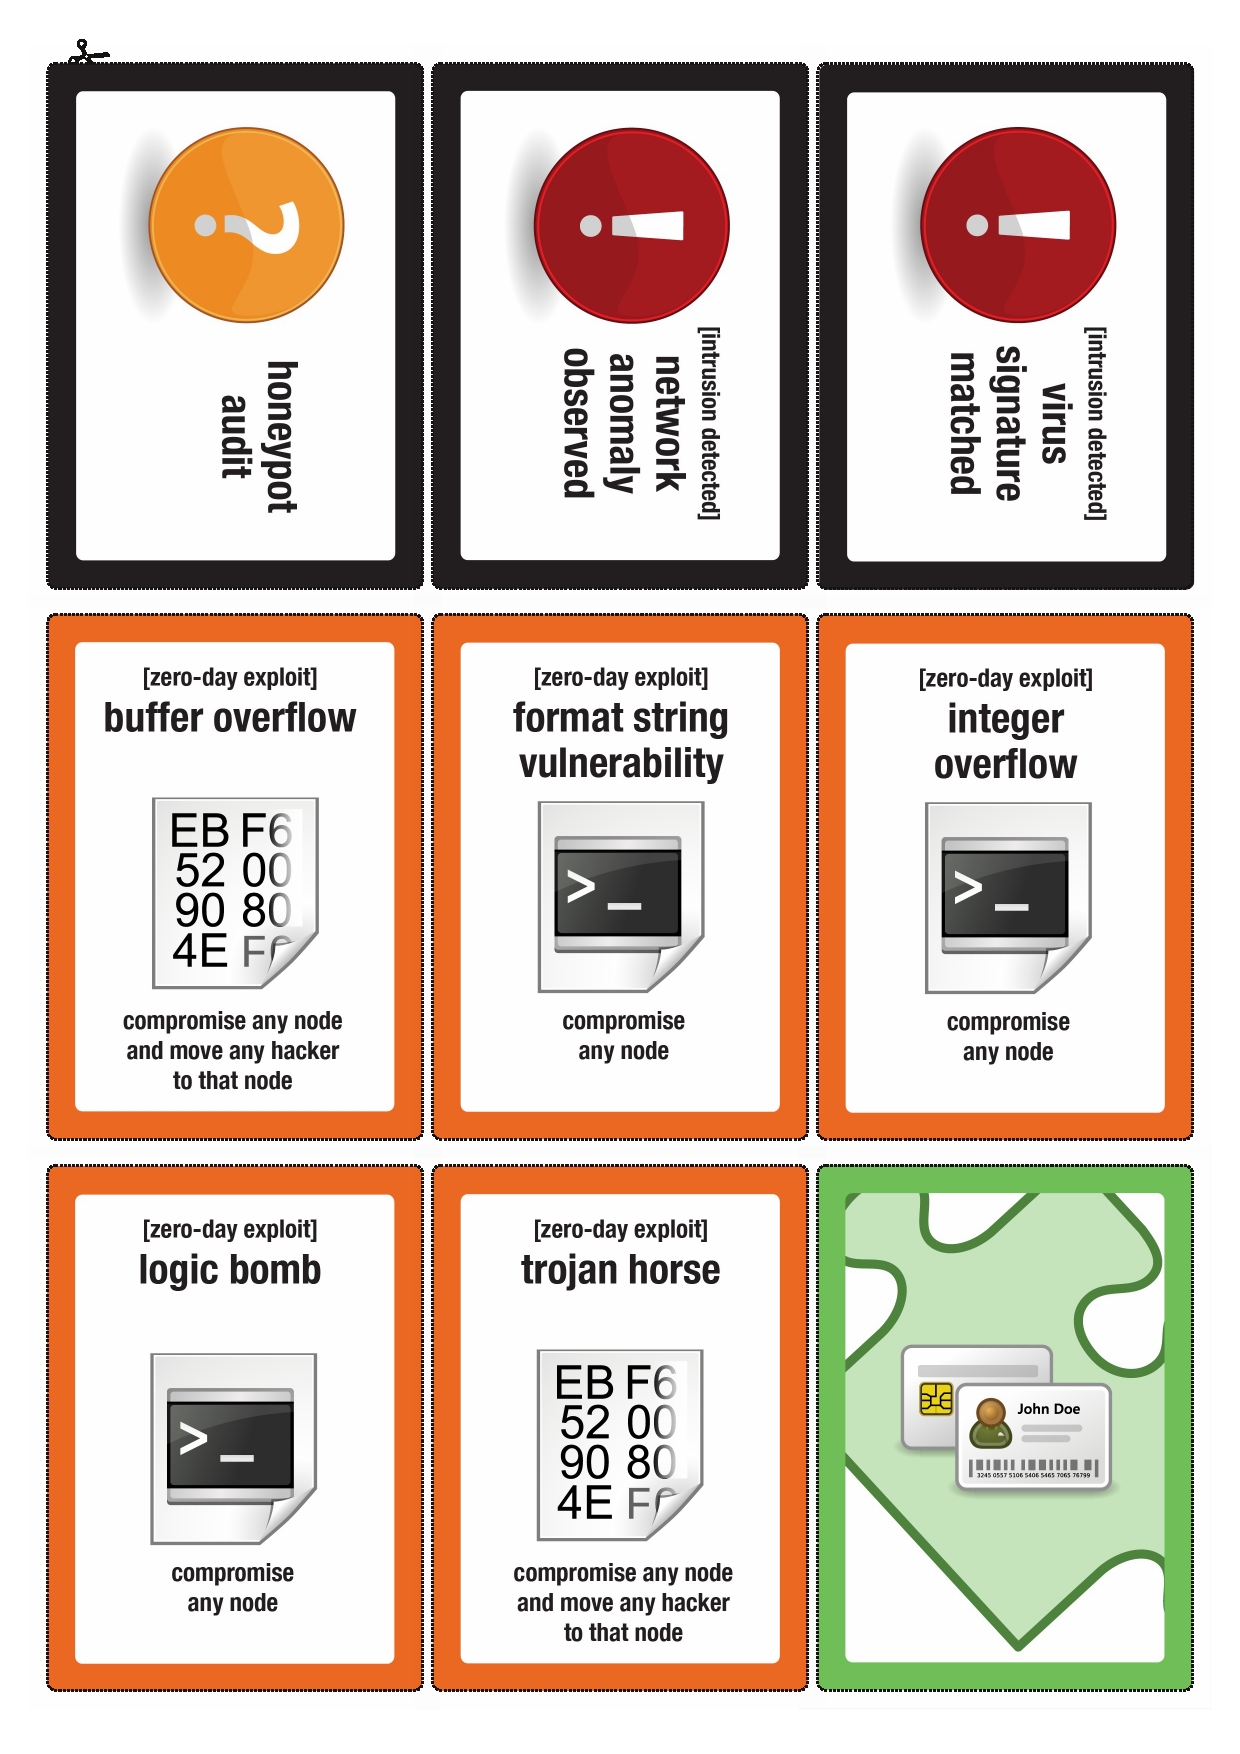 ?
honeypot
audit
!
[intrusion detected]
network
anomaly
observed
!
[intrusion detected]
virus
signature
matched
[zero-day exploit]
buffer overflow
EB F6
52 00
90 80
4E F6
compromise any node
and move any hacker
to that node
[zero-day exploit]
format string
vulnerability
>_
compromise
any node
[zero-day exploit]
integer
overflow
>_
compromise
any node
[zero-day exploit]
logic bomb
>_
compromise
any node
[zero-day exploit]
trojan horse
EB F6
52 00
90 80
4E F6
compromise any node
and move any hacker
to that node
John Doe
3245 0557 5106 5406 5465 7065 76799